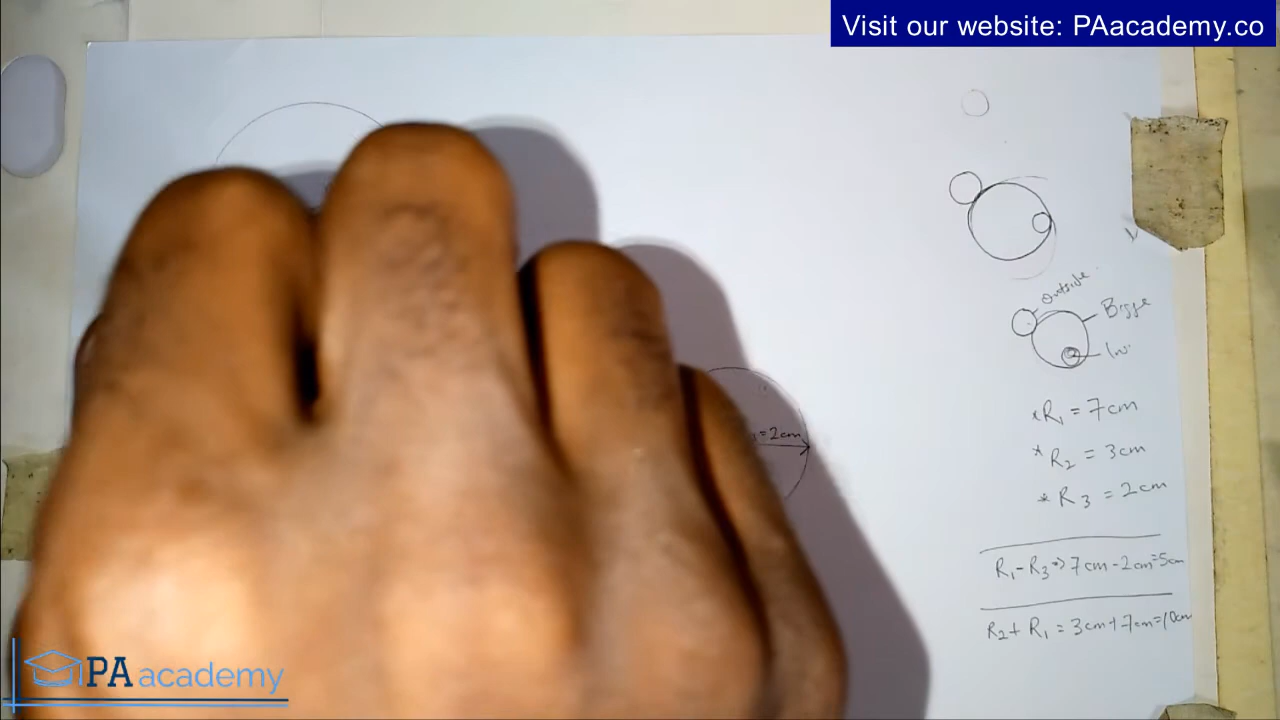 Visit our website: PAacademy.co
Outside
Bigge
=2cm
*R₁ = 7cm
*R₂ = 3cm
*R₃ = 2cm
R₁-R₃ => 7cm-2cm=5cm
R₂+R₁ = 3cm+7cm=10cm
PA academy